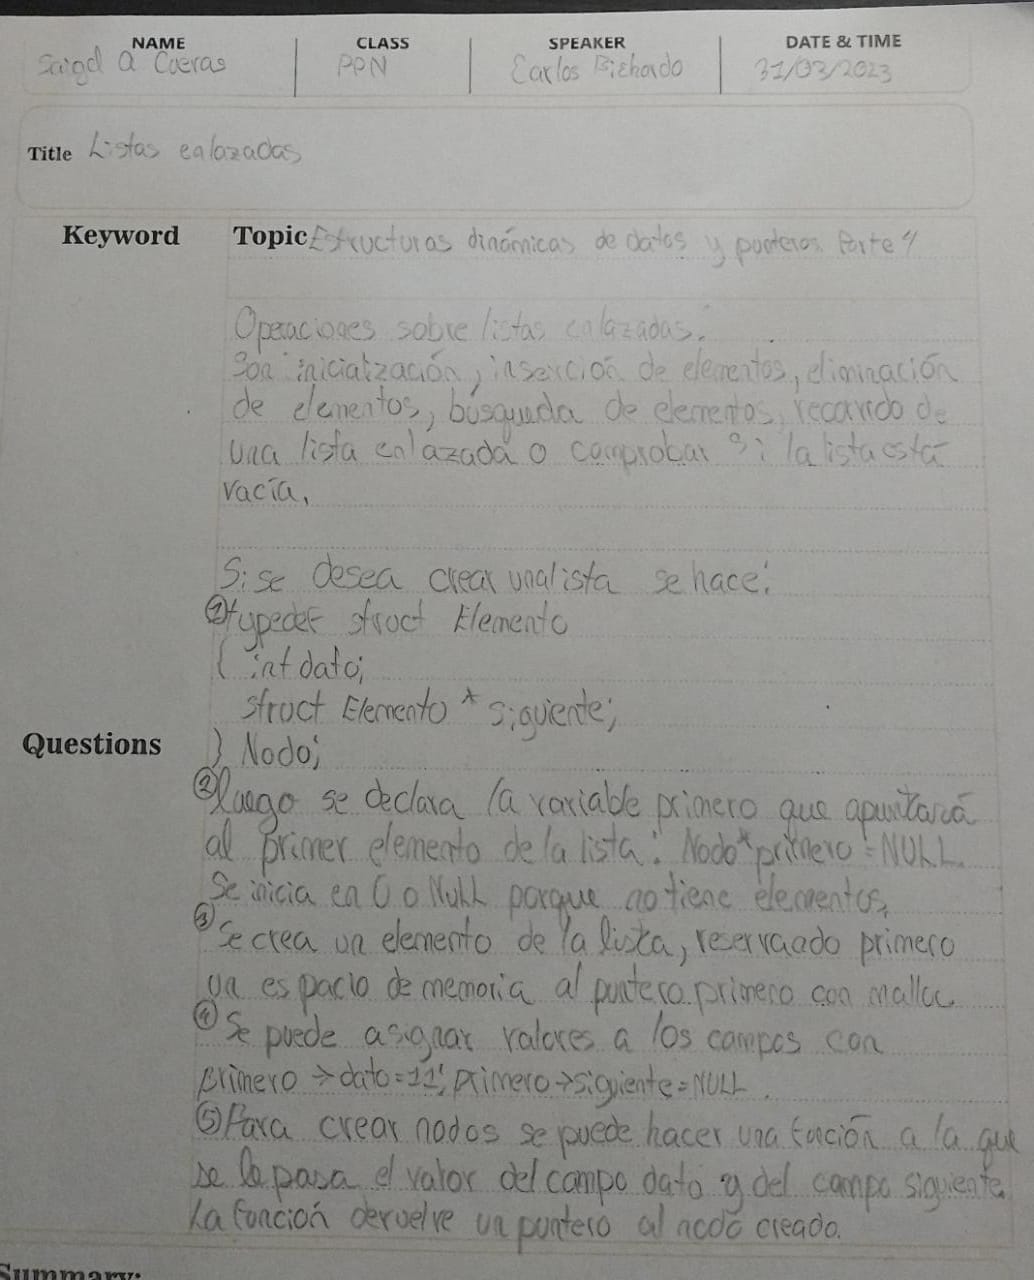 NAME CLASS SPEAKER DATE & TIME
Saigel A Cueras PPN Carlos Pichardo 31/03/2023
Title Listas enlazadas
Keyword Topic Estructuras dinámicas de datos y punteros. Parte 4
Operaciones sobre listas enlazadas:
Son inicialización, inserción de elementos, eliminación
de elementos, búsqueda de elementos, recorrido de
una lista enlazada o comprobar si la lista está
vacía.
Si se desea crear una lista se hace:
① typedef struct Elemento
{ int dato;
struct Elemento * siguiente;
Questions } Nodo;
② luego se declara la variable primero que apuntará
al primer elemento de la lista: Nodo *primero = NULL.
Se inicia en 0 o NULL porque no tiene elementos.
③ Se crea un elemento de la lista, reservando primero
un espacio de memoria al puntero primero con malloc
④ Se puede asignar valores a los campos con
primero → dato = 11; primero → siguiente = NULL.
⑤ Para crear nodos se puede hacer una función a la que
se le pasa el valor del campo dato y del campo siguiente.
La función devuelve un puntero al nodo creado.
Summary: